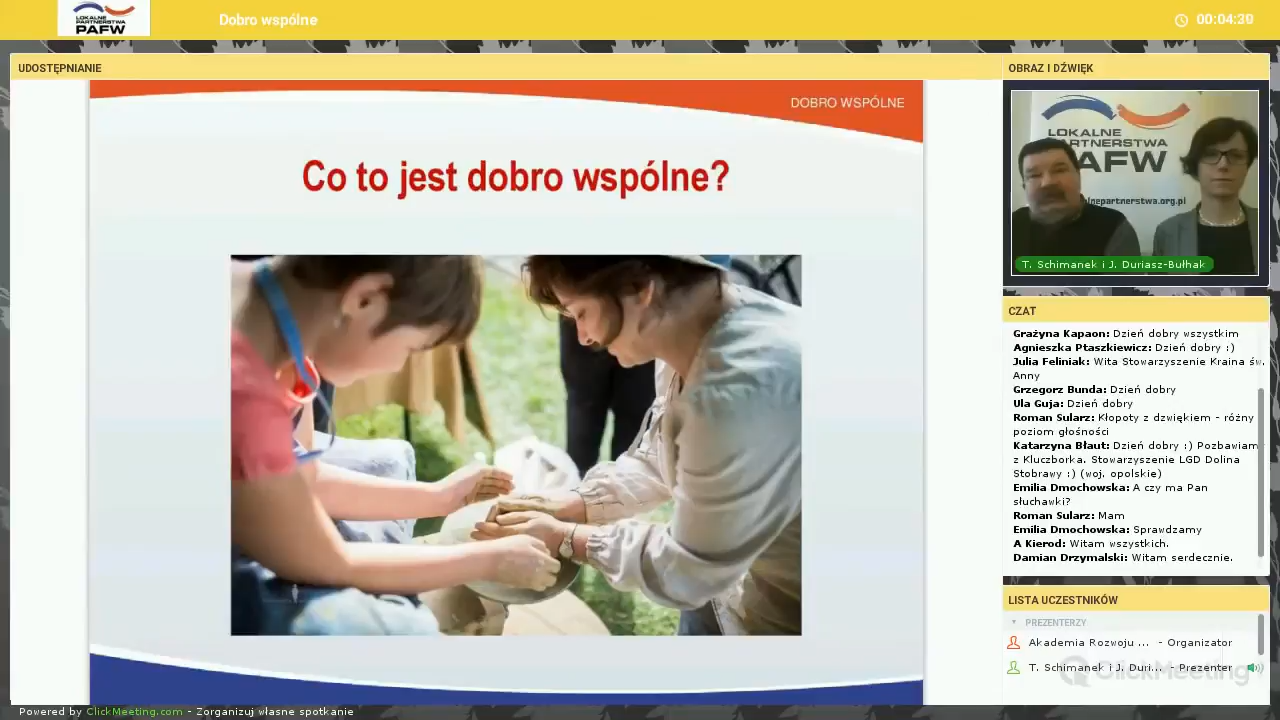 LOKALNE
PARTNERSTWA
PAFW
Dobro wspólne
00:04:39
UDOSTĘPNIANIE
DOBRO WSPÓLNE
Co to jest dobro wspólne?
OBRAZ I DŹWIĘK
LOKALNE
PARTNERSTWA
PAFW
lnepartnerstwa.org.pl
T. Schimanek i J. Duriasz-Bułhak
CZAT
Grażyna Kapaon: Dzień dobry wszystkim
Agnieszka Ptaszkiewicz: Dzień dobry :)
Julia Feliniak: Wita Stowarzyszenie Kraina św.
Anny
Grzegorz Bunda: Dzień dobry
Ula Guja: Dzień dobry
Roman Sularz: Kłopoty z dzwiękiem - różny
poziom głośności
Katarzyna Błaut: Dzień dobry :) Pozbawiam
z Kluczborka. Stowarzyszenie LGD Dolina
Stobrawy :) (woj. opolskie)
Emilia Dmochowska: A czy ma Pan
słuchawki?
Roman Sularz: Mam
Emilia Dmochowska: Sprawdzamy
A Kierod: Witam wszystkich.
Damian Drzymalski: Witam serdecznie.
LISTA UCZESTNIKÓW
PREZENTERZY
Akademia Rozwoju ... - Organizator
T. Schimanek i J. Duri... - Prezenter
ClickMeeting
Powered by ClickMeeting.com - Zorganizuj własne spotkanie